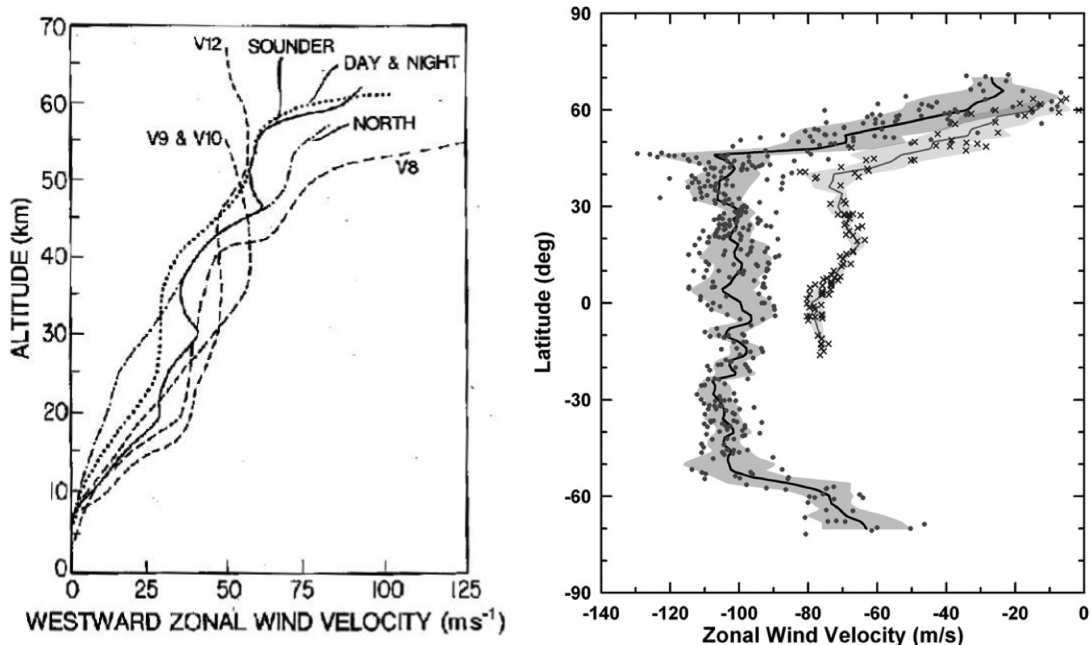 70
60
50
40
30
20
10
0
ALTITUDE (km)
V12
SOUNDER
DAY & NIGHT
V9 & V10
NORTH
V8
0 25 50 75 100 125
WESTWARD ZONAL WIND VELOCITY (ms⁻¹)
90
60
30
0
-30
-60
-90
Latitude (deg)
-140 -120 -100 -80 -60 -40 -20 0
Zonal Wind Velocity (m/s)